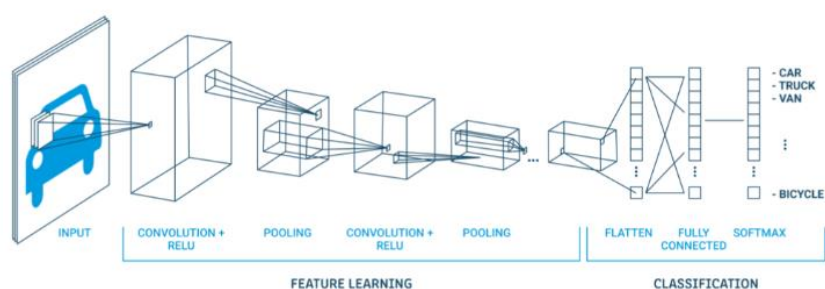 - CAR
- TRUCK
- VAN
- BICYCLE
INPUT
CONVOLUTION +
RELU
POOLING
CONVOLUTION +
RELU
POOLING
FLATTEN
FULLY
CONNECTED
SOFTMAX
FEATURE LEARNING
CLASSIFICATION